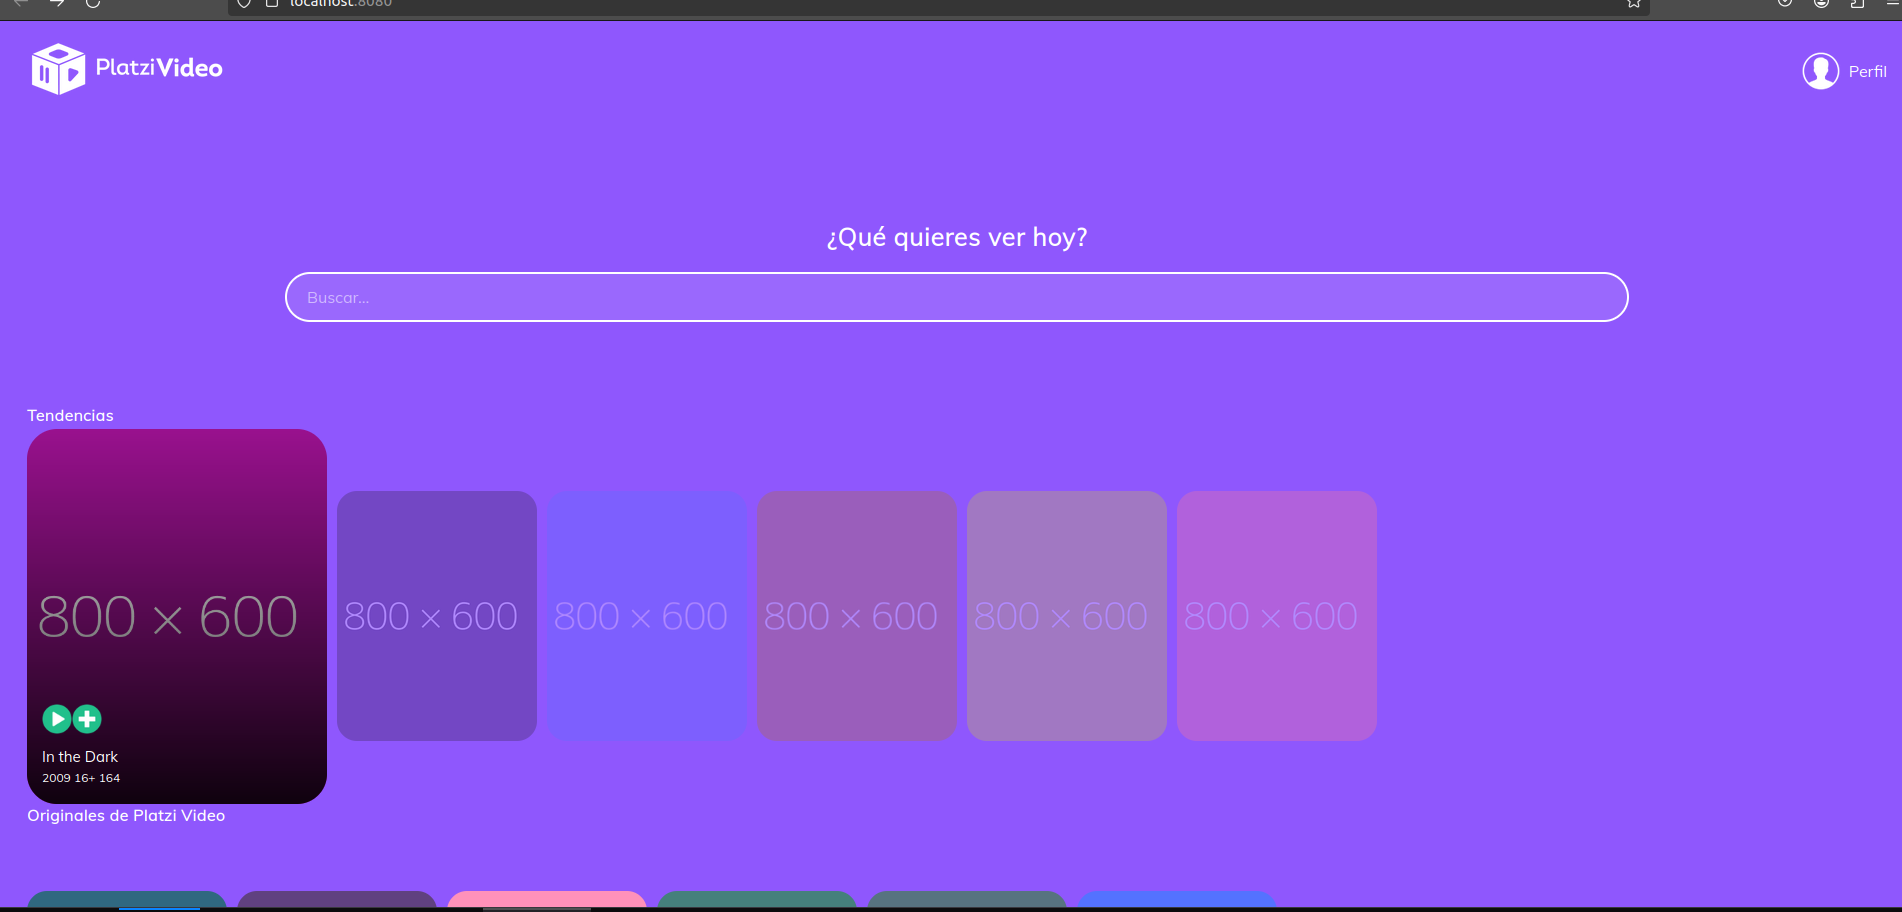 localhost:8080
PlatziVideo
Perfil
¿Qué quieres ver hoy?
Buscar...
Tendencias
800 × 600
800 × 600
800 × 600
800 × 600
800 × 600
800 × 600
In the Dark
2009 16+ 164
Originales de Platzi Video